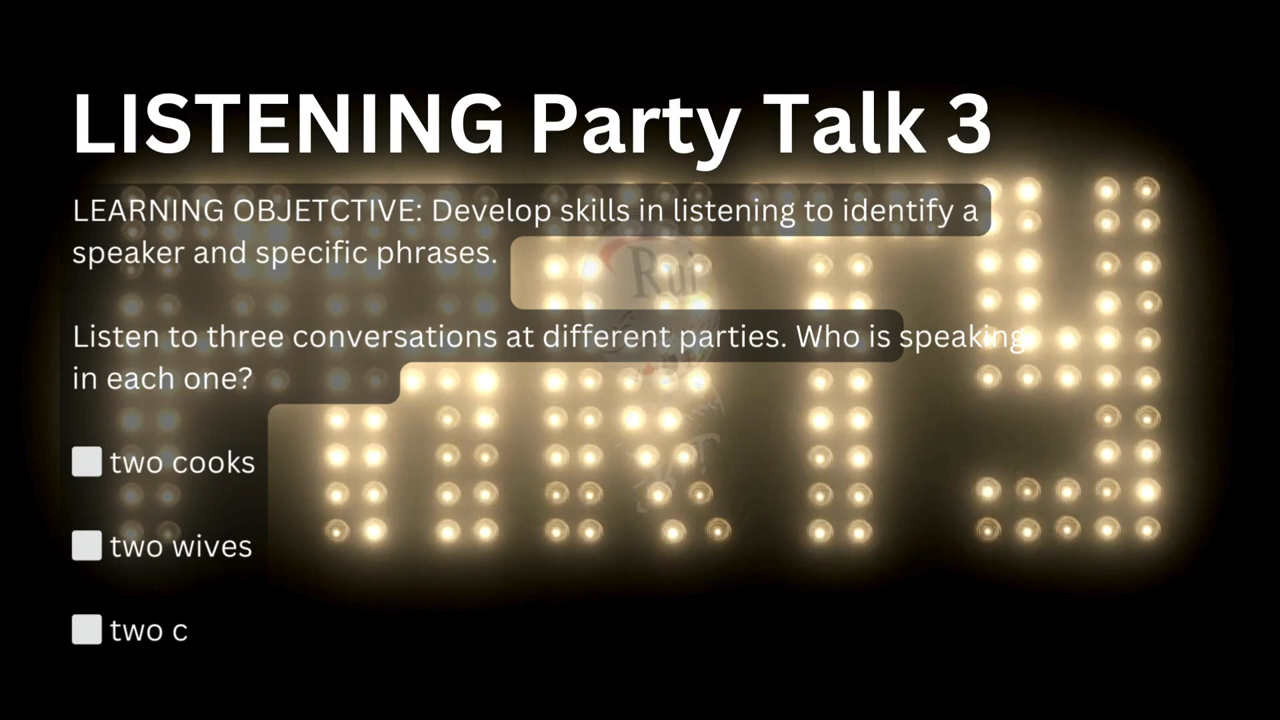 LISTENING Party Talk 3
LEARNING OBJETCTIVE: Develop skills in listening to identify a
speaker and specific phrases.
Rui
Listen to three conversations at different parties. Who is speaking
in each one?
two cooks
two wives
two c